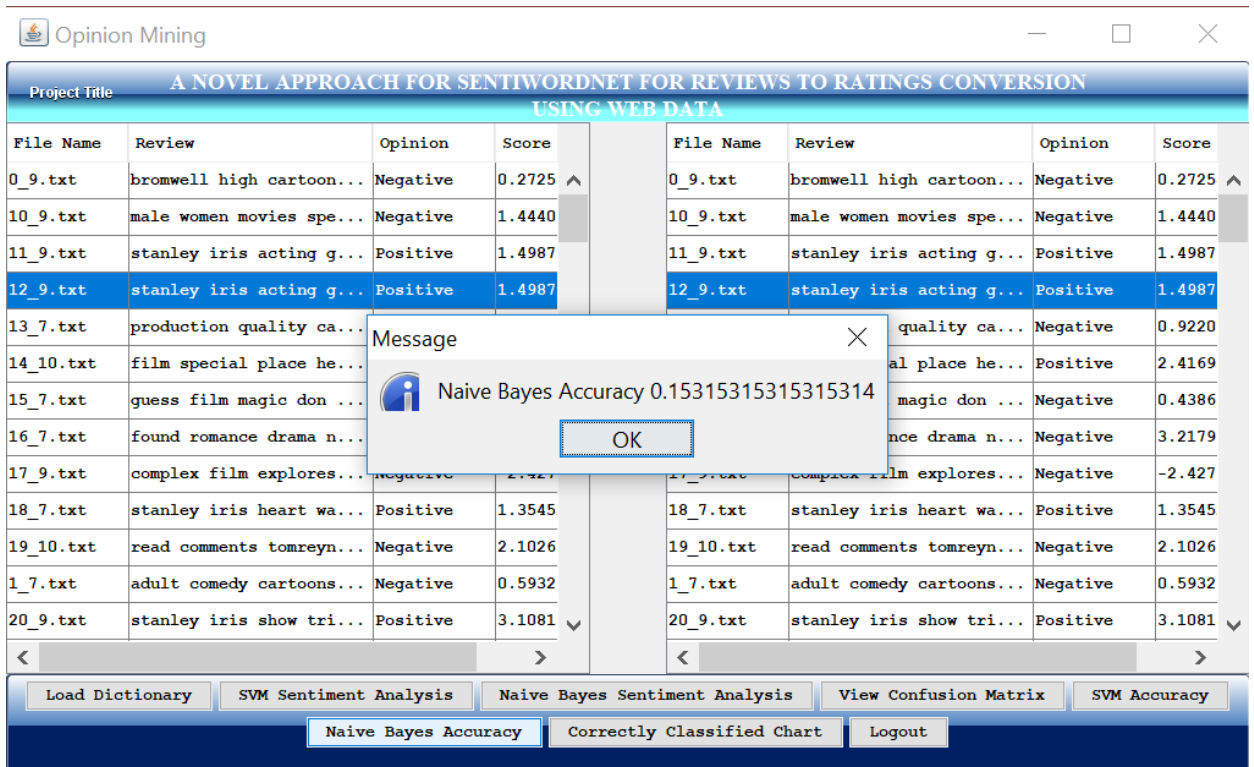 Opinion Mining
Project Title
A NOVEL APPROACH FOR SENTIWORDNET FOR REVIEWS TO RATINGS CONVERSION
USING WEB DATA
File Name Review Opinion Score File Name Review Opinion Score
0_9.txt bromwell high cartoon... Negative 0.2725 0_9.txt bromwell high cartoon... Negative 0.2725
10_9.txt male women movies spe... Negative 1.4440 10_9.txt male women movies spe... Negative 1.4440
11_9.txt stanley iris acting g... Positive 1.4987 11_9.txt stanley iris acting g... Positive 1.4987
12_9.txt stanley iris acting g... Positive 1.4987 12_9.txt stanley iris acting g... Positive 1.4987
13_7.txt production quality ca... quality ca... Negative 0.9220
14_10.txt film special place he... place he... Positive 2.4169
15_7.txt guess film magic don ... magic don ... Negative 0.4386
16_7.txt found romance drama n... drama n... Negative 3.2179
17_9.txt complex film explores... Negative -2.427 17_9.txt complex film explores... Negative -2.427
18_7.txt stanley iris heart wa... Positive 1.3545 18_7.txt stanley iris heart wa... Positive 1.3545
19_10.txt read comments tomreyn... Negative 2.1026 19_10.txt read comments tomreyn... Negative 2.1026
1_7.txt adult comedy cartoons... Negative 0.5932 1_7.txt adult comedy cartoons... Negative 0.5932
20_9.txt stanley iris show tri... Positive 3.1081 20_9.txt stanley iris show tri... Positive 3.1081
Message
Naive Bayes Accuracy 0.15315315315315314
OK
Load Dictionary SVM Sentiment Analysis Naive Bayes Sentiment Analysis View Confusion Matrix SVM Accuracy
Naive Bayes Accuracy Correctly Classified Chart Logout